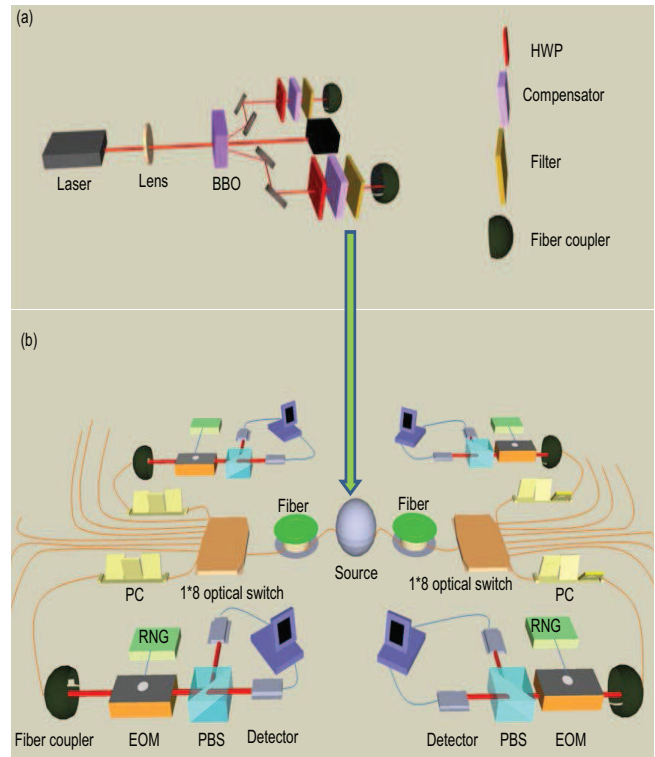 (a)
HWP
Compensator
Laser
Lens
BBO
Filter
Fiber coupler
(b)
Fiber
Fiber
Source
PC
1*8 optical switch
1*8 optical switch
PC
RNG
RNG
Fiber coupler
EOM
PBS
Detector
Detector
PBS
EOM